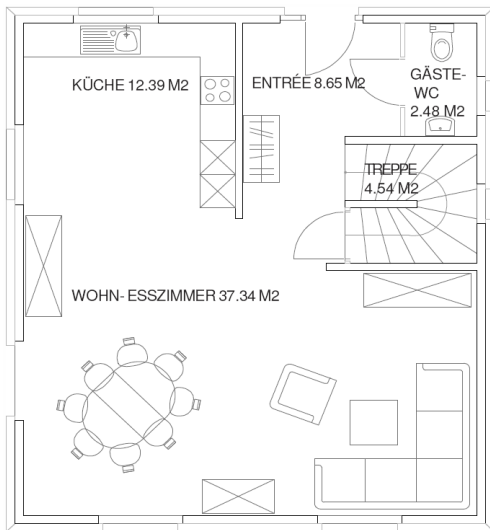 KÜCHE 12.39 M2
ENTRÉE 8.65 M2
GÄSTE-
WC
2.48 M2
TREPPE
4.54 M2
WOHN- ESSZIMMER 37.34 M2